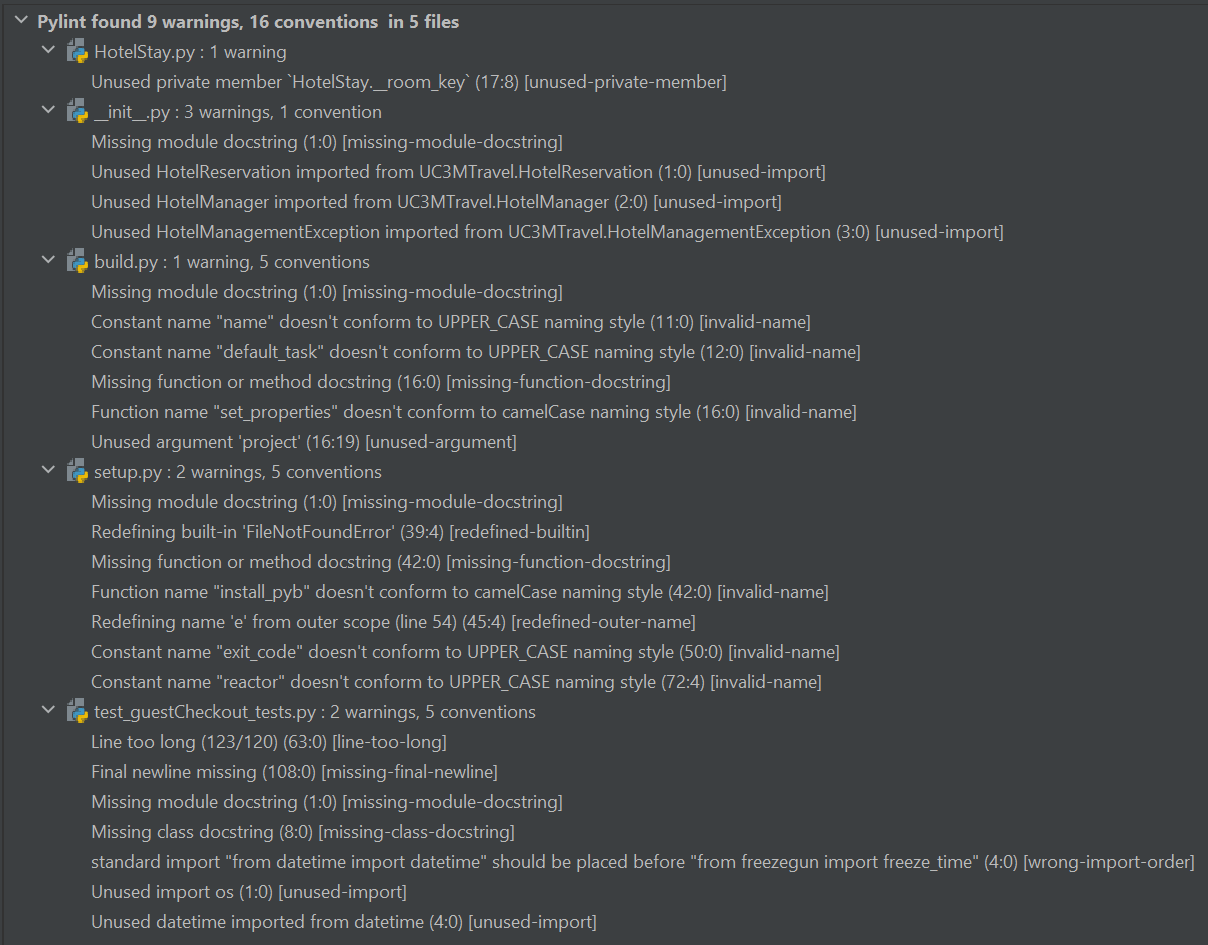 Pylint found 9 warnings, 16 conventions in 5 files
HotelStay.py : 1 warning
Unused private member `HotelStay.__room_key` (17:8) [unused-private-member]
__init__.py : 3 warnings, 1 convention
Missing module docstring (1:0) [missing-module-docstring]
Unused HotelReservation imported from UC3MTravel.HotelReservation (1:0) [unused-import]
Unused HotelManager imported from UC3MTravel.HotelManager (2:0) [unused-import]
Unused HotelManagementException imported from UC3MTravel.HotelManagementException (3:0) [unused-import]
build.py : 1 warning, 5 conventions
Missing module docstring (1:0) [missing-module-docstring]
Constant name "name" doesn't conform to UPPER_CASE naming style (11:0) [invalid-name]
Constant name "default_task" doesn't conform to UPPER_CASE naming style (12:0) [invalid-name]
Missing function or method docstring (16:0) [missing-function-docstring]
Function name "set_properties" doesn't conform to camelCase naming style (16:0) [invalid-name]
Unused argument 'project' (16:19) [unused-argument]
setup.py : 2 warnings, 5 conventions
Missing module docstring (1:0) [missing-module-docstring]
Redefining built-in 'FileNotFoundError' (39:4) [redefined-builtin]
Missing function or method docstring (42:0) [missing-function-docstring]
Function name "install_pyb" doesn't conform to camelCase naming style (42:0) [invalid-name]
Redefining name 'e' from outer scope (line 54) (45:4) [redefined-outer-name]
Constant name "exit_code" doesn't conform to UPPER_CASE naming style (50:0) [invalid-name]
Constant name "reactor" doesn't conform to UPPER_CASE naming style (72:4) [invalid-name]
test_guestCheckout_tests.py : 2 warnings, 5 conventions
Line too long (123/120) (63:0) [line-too-long]
Final newline missing (108:0) [missing-final-newline]
Missing module docstring (1:0) [missing-module-docstring]
Missing class docstring (8:0) [missing-class-docstring]
standard import "from datetime import datetime" should be placed before "from freezegun import freeze_time" (4:0) [wrong-import-order]
Unused import os (1:0) [unused-import]
Unused datetime imported from datetime (4:0) [unused-import]